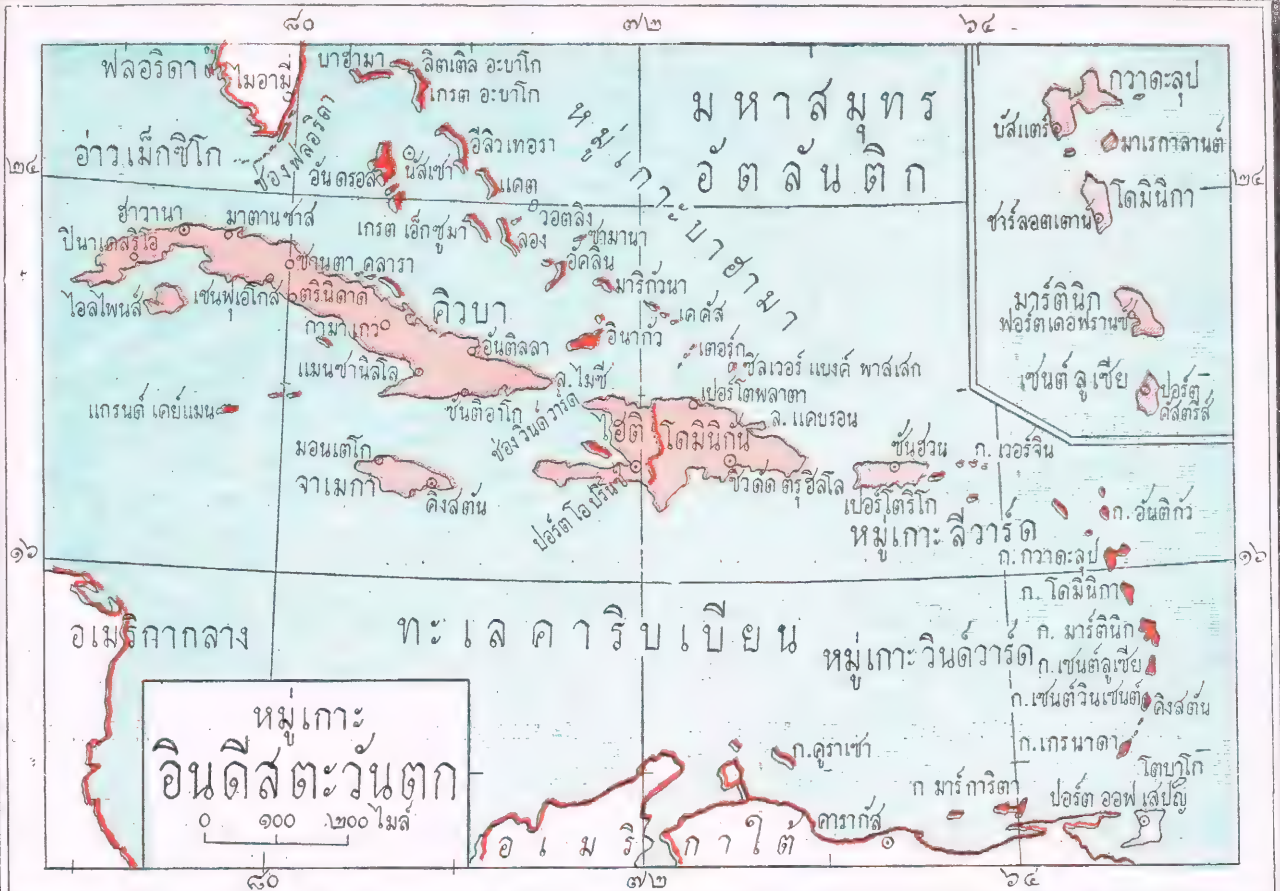 ๘๐
๗๒
๖๔
ฟลอริดา
ไมอามี่
บาฮามา
ลิตเติล อะบาโก
เกรต อะบาโก
หมู่เกาะบาฮามา
มหาสมุทร
อัตลันติก
กวาดะลุป
บัสแตร์
มาเรกาลานต์
อ่าวเม็กซิโก
ช่องฟลอริดา
อีลิวเทอรา
๒๔
๒๔
อันดรอส
นัสเซา
แคต
โดมินิกา
ชาร์ลอตเตาน์
ฮาวานา
มาตานซาส
เกรต เอ็กซูมา
ลอง
วอตลิง
ซามานา
ปินาเดลริโอ
ซานตา คลารา
อัคลิน
มาริกัวนา
ไอลไพนส์
เซนฟูเอโกส
ตรินิดาด
คิวบา
เคคัส
มาร์ตินิก
ฟอร์ตเดอฟรานซ์
กามาเกว
อันติลลา
อินากัว
เตอร์ก
ซิลเวอร์ แบงค์ พาสเสก
แมนซานิลโล
ล.ไมซี
เซนต์ ลูเซีย
ปอร์ต
คัสตรีส์
แกรนด์ เคย์แมน
ซันติอาโก
ช่องวินด์วาร์ด
เปอร์โตพลาตา
ล. แคบรอน
ไฮติ
โดมินิกัน
มอนเตโก
จาเมกา
คิงสตัน
ปอร์ตโอปรินซ์
ซิวดัด ตรุฮิลโล
ซันฮวน
ก. เวอร์จิน
เปอร์โตริโก
หมู่เกาะลีวาร์ด
ก. อันติกัว
๑๖
๑๖
ก. กวาดะลุป
ก. โดมินิกา
อเมริกากลาง
ทะเลคาริบเบียน
หมู่เกาะวินด์วาร์ด
ก. มาร์ตินิก
ก. เซนต์ลูเซีย
ก. เซนต์วินเซนต์
คิงสตัน
หมู่เกาะ
อินดีสตะวันตก
๐ ๑๐๐ ๒๐๐ ไมล์
ก. คูราเซา
ก. เกรนาดา
โตบาโก
ก มาร์การิตา
ปอร์ต ออฟ เสปญ
คารากัส
อเมริกาใต้
๘๐
๗๒
๖๔